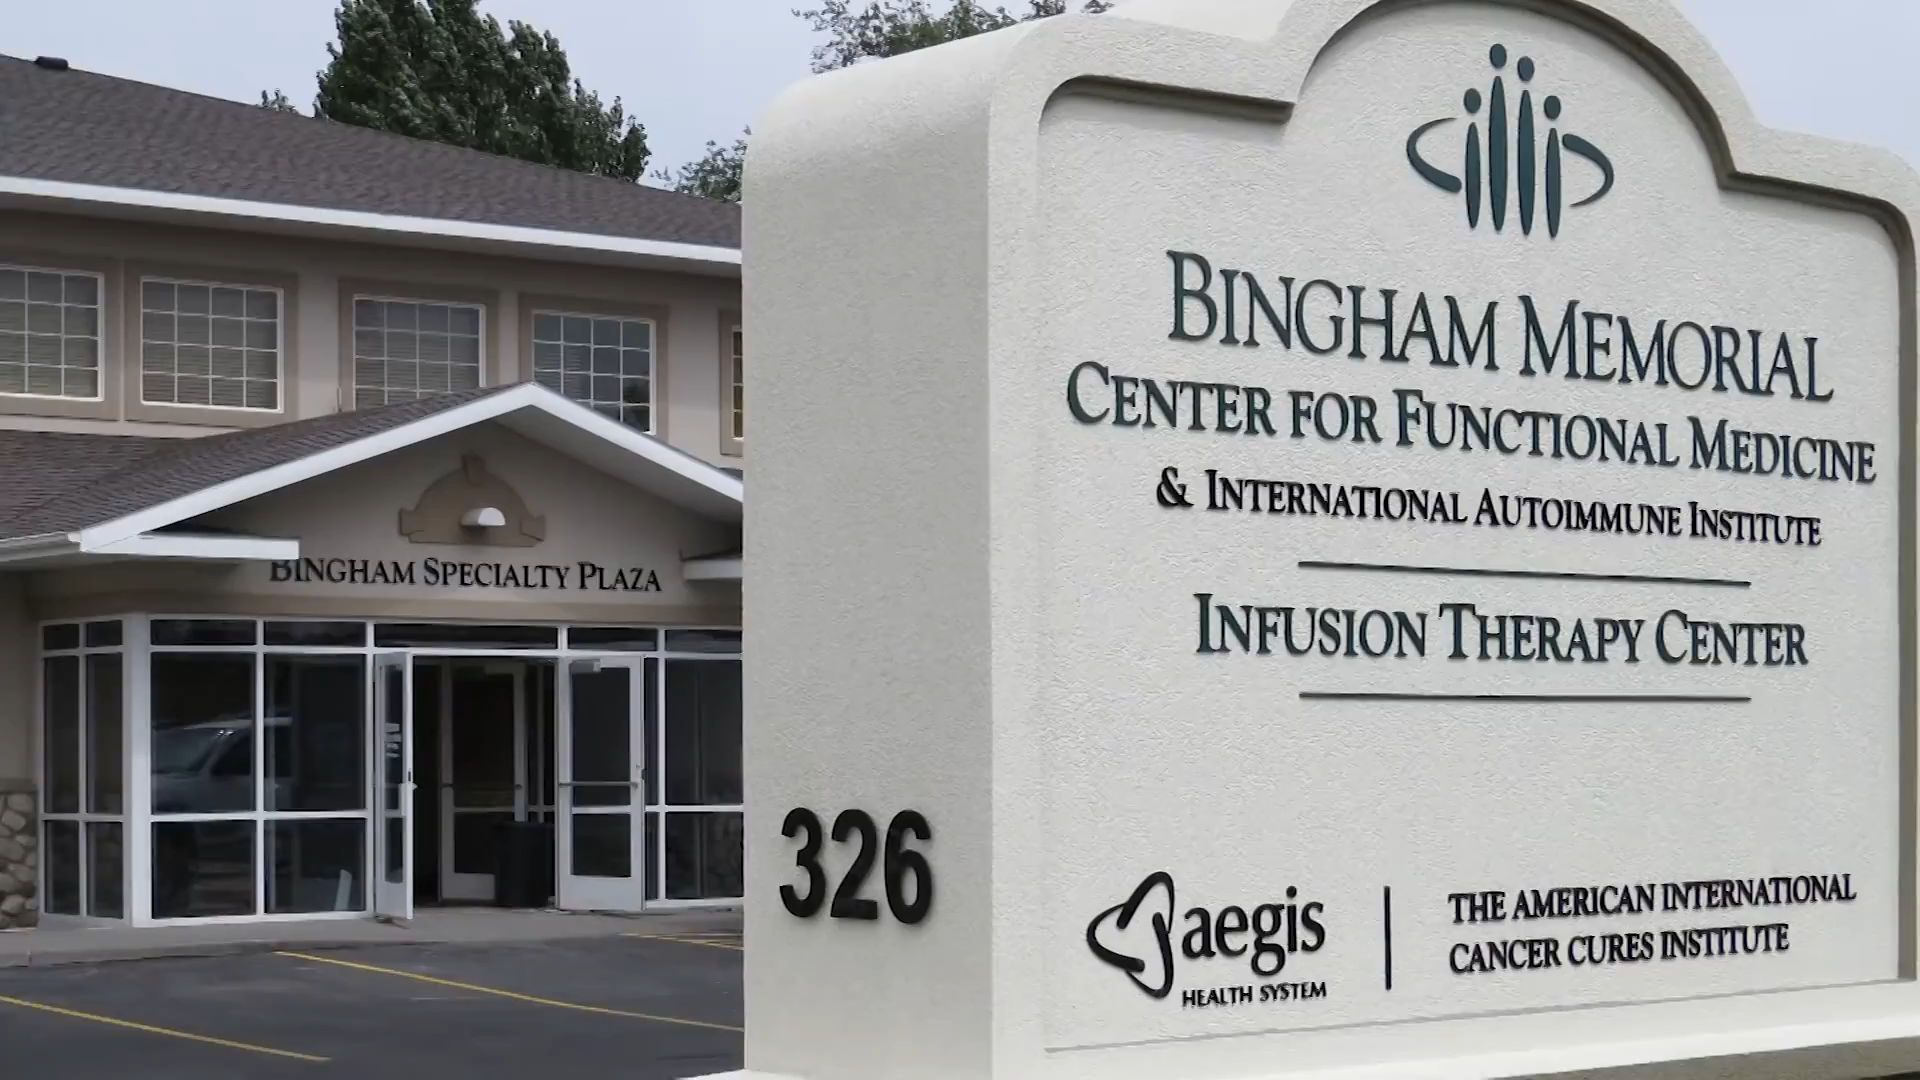 BINGHAM MEMORIAL
CENTER FOR FUNCTIONAL MEDICINE
& INTERNATIONAL AUTOIMMUNE INSTITUTE
INFUSION THERAPY CENTER
aegis
HEALTH SYSTEM
THE AMERICAN INTERNATIONAL
CANCER CURES INSTITUTE
326
BINGHAM SPECIALTY PLAZA